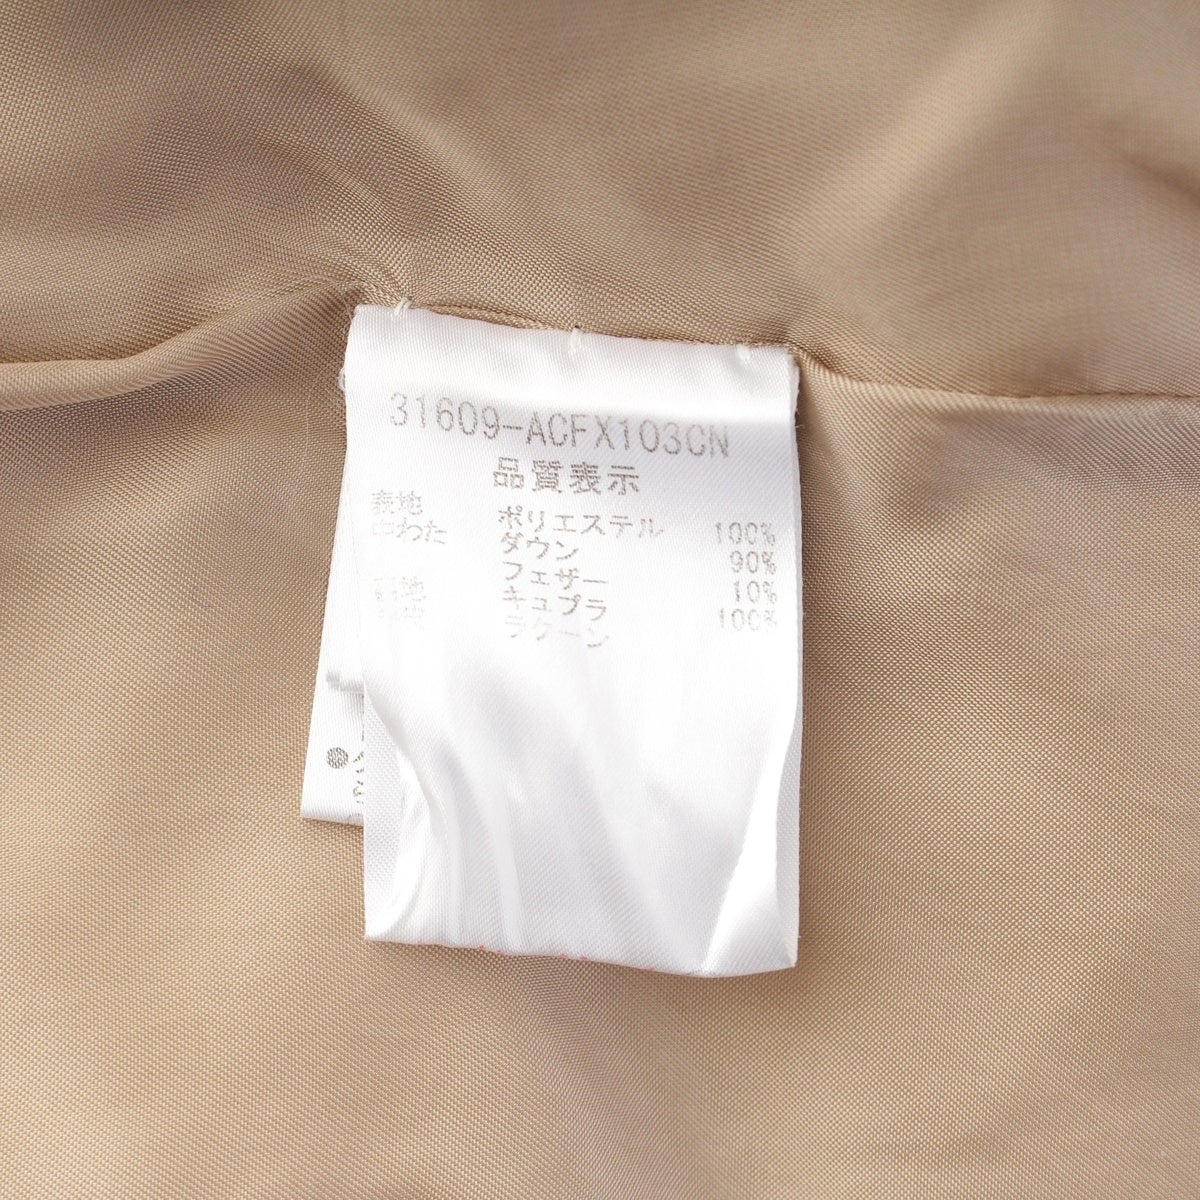 31609-ACFX103CN
品質表示
表地 ポリエステル 100%
中わた ダウン 90%
フェザー 10%
裏地 キュプラ 100%
ラクーン